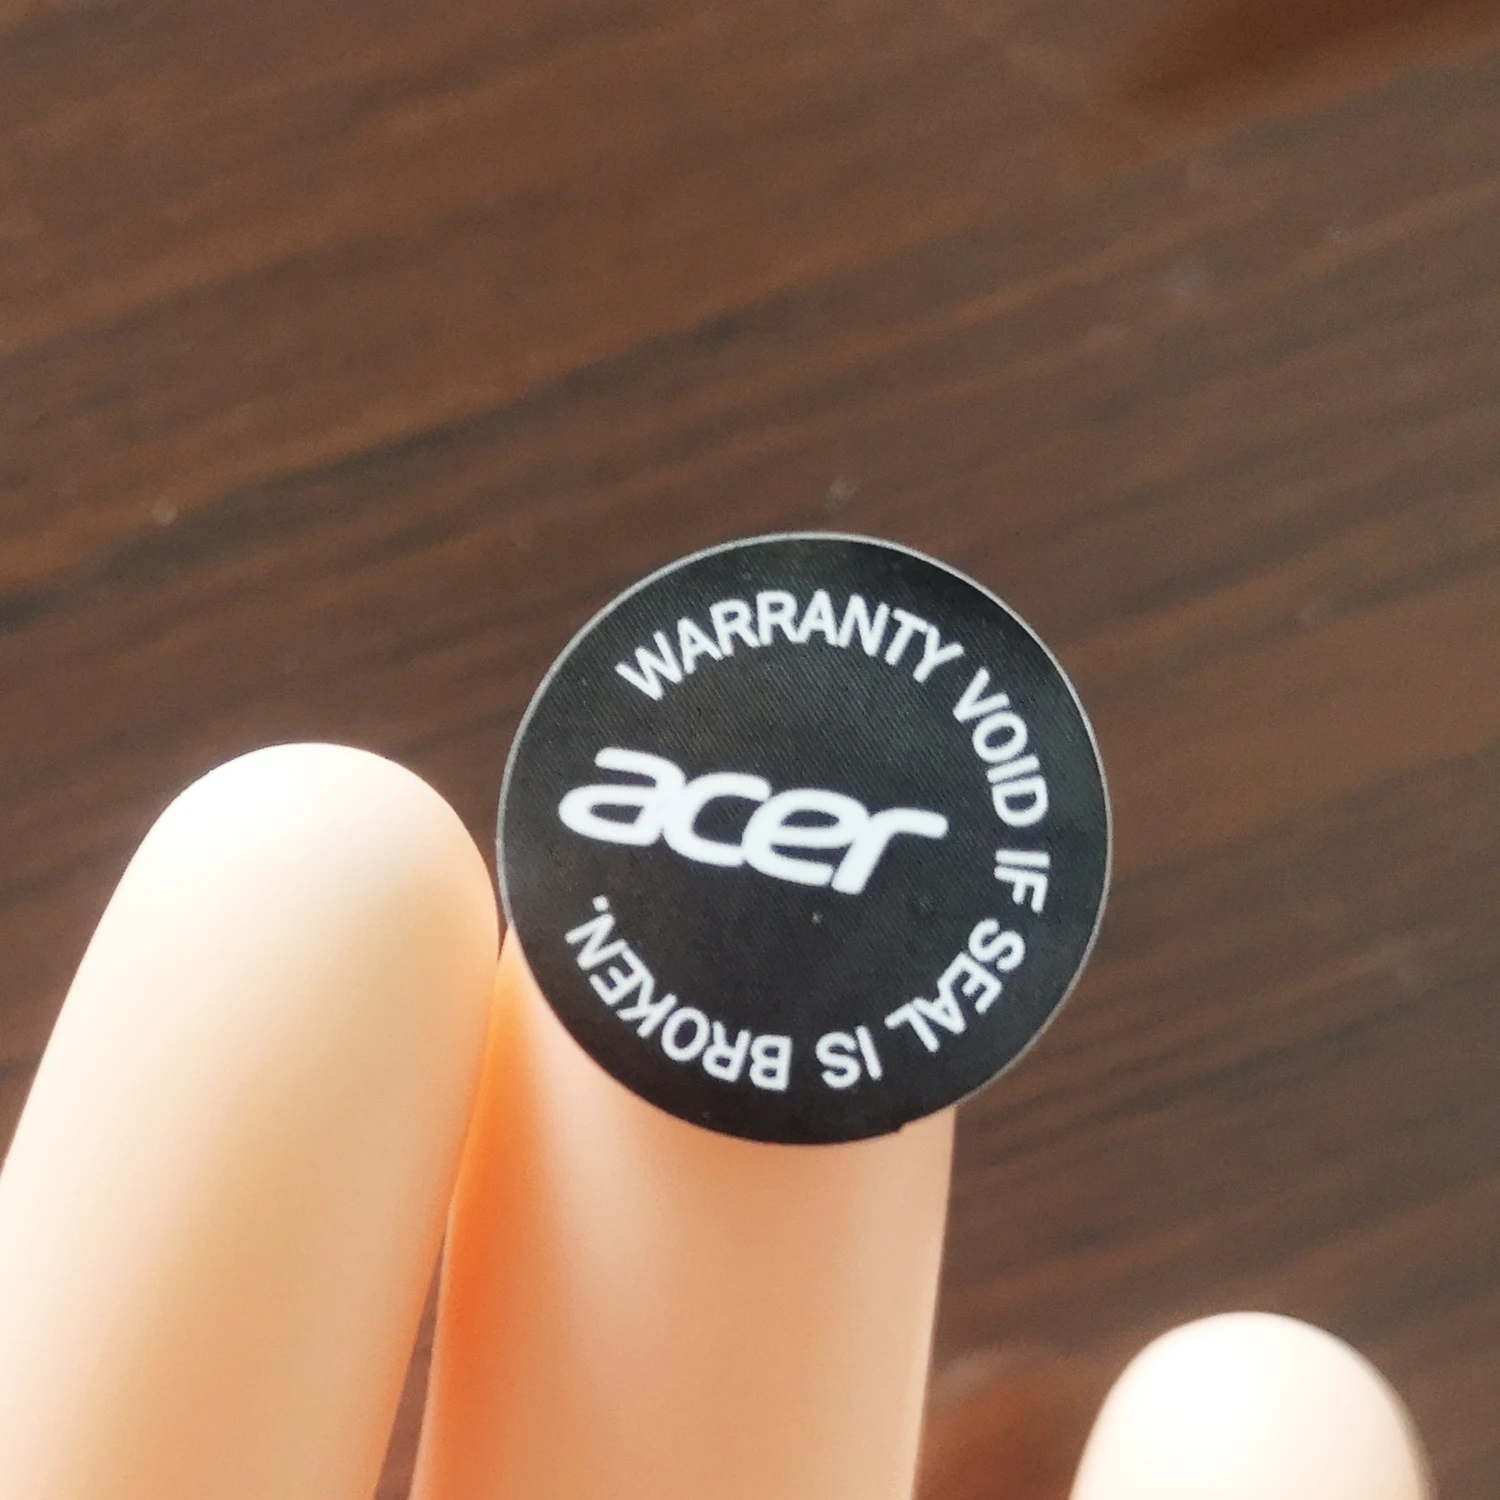 WARRANTY VOID IF SEAL IS BROKEN.
acer